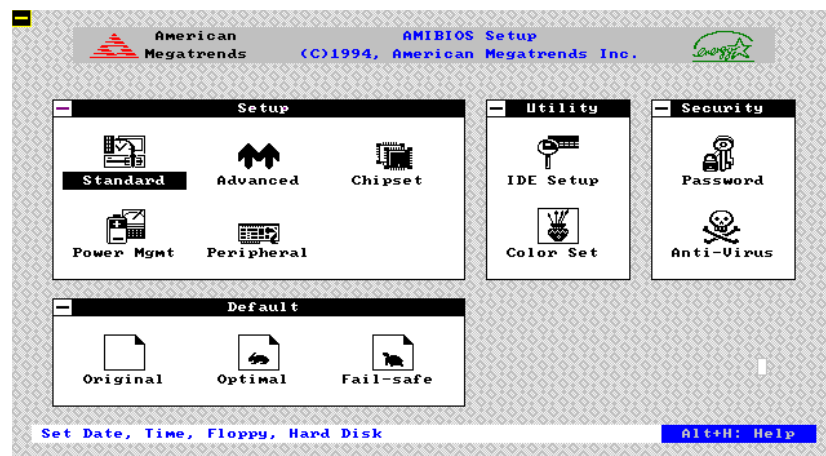 American
Megatrends
AMIBIOS Setup
(C)1994, American Megatrends Inc.
energy
Setup
Standard
Advanced
Chipset
Power Mgmt
Peripheral
Utility
IDE Setup
Color Set
Security
Password
Anti-Virus
Default
Original
Optimal
Fail-safe
Set Date, Time, Floppy, Hard Disk
Alt+H: Help